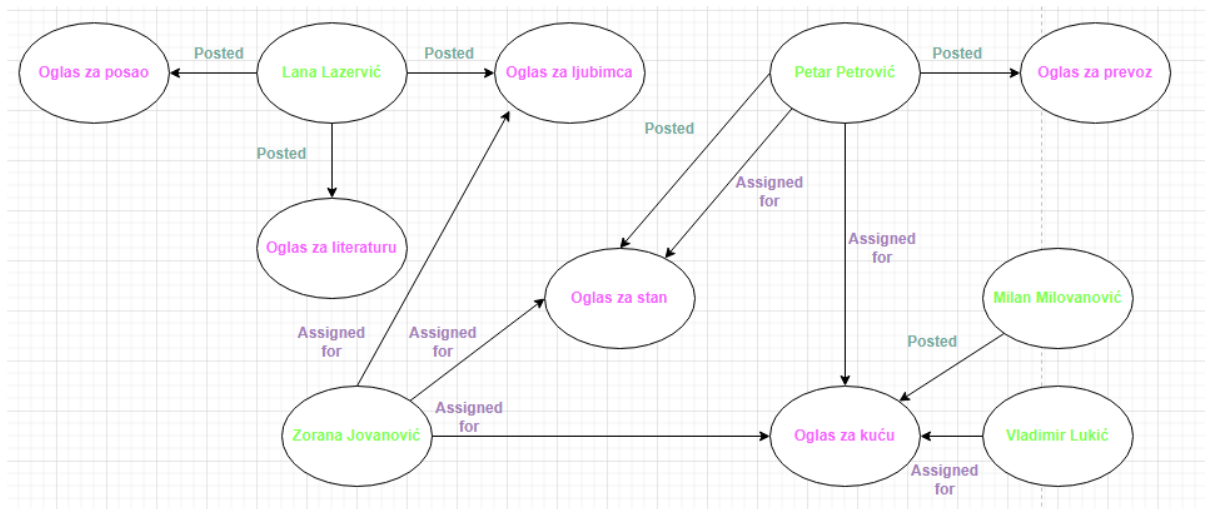 Posted
Posted
Posted
Oglas za posao
Lana Lazervić
Oglas za ljubimca
Petar Petrović
Oglas za prevoz
Posted
Posted
Assigned
for
Assigned
for
Oglas za literaturu
Oglas za stan
Milan Milovanović
Assigned
for
Assigned
for
Posted
Assigned
for
Zorana Jovanović
Oglas za kuću
Vladimir Lukić
Assigned
for